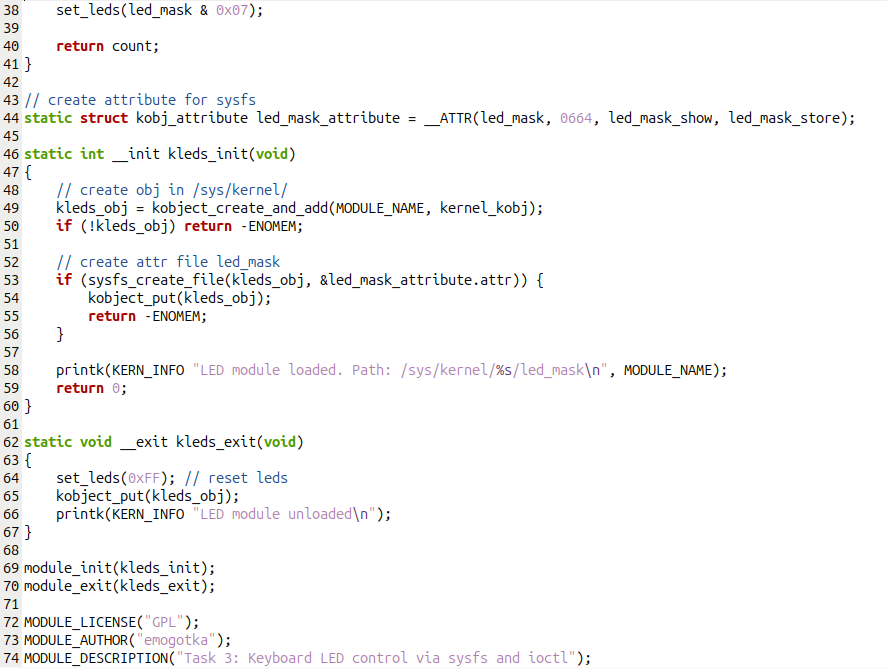 38     set_leds(led_mask & 0x07);
39
40     return count;
41 }
42
43 // create attribute for sysfs
44 static struct kobj_attribute led_mask_attribute = __ATTR(led_mask, 0664, led_mask_show, led_mask_store);
45
46 static int __init kleds_init(void)
47 {
48     // create obj in /sys/kernel/
49     kleds_obj = kobject_create_and_add(MODULE_NAME, kernel_kobj);
50     if (!kleds_obj) return -ENOMEM;
51
52     // create attr file led_mask
53     if (sysfs_create_file(kleds_obj, &led_mask_attribute.attr)) {
54         kobject_put(kleds_obj);
55         return -ENOMEM;
56     }
57
58     printk(KERN_INFO "LED module loaded. Path: /sys/kernel/%s/led_mask\n", MODULE_NAME);
59     return 0;
60 }
61
62 static void __exit kleds_exit(void)
63 {
64     set_leds(0xFF); // reset leds
65     kobject_put(kleds_obj);
66     printk(KERN_INFO "LED module unloaded\n");
67 }
68
69 module_init(kleds_init);
70 module_exit(kleds_exit);
71
72 MODULE_LICENSE("GPL");
73 MODULE_AUTHOR("emogotka");
74 MODULE_DESCRIPTION("Task 3: Keyboard LED control via sysfs and ioctl");